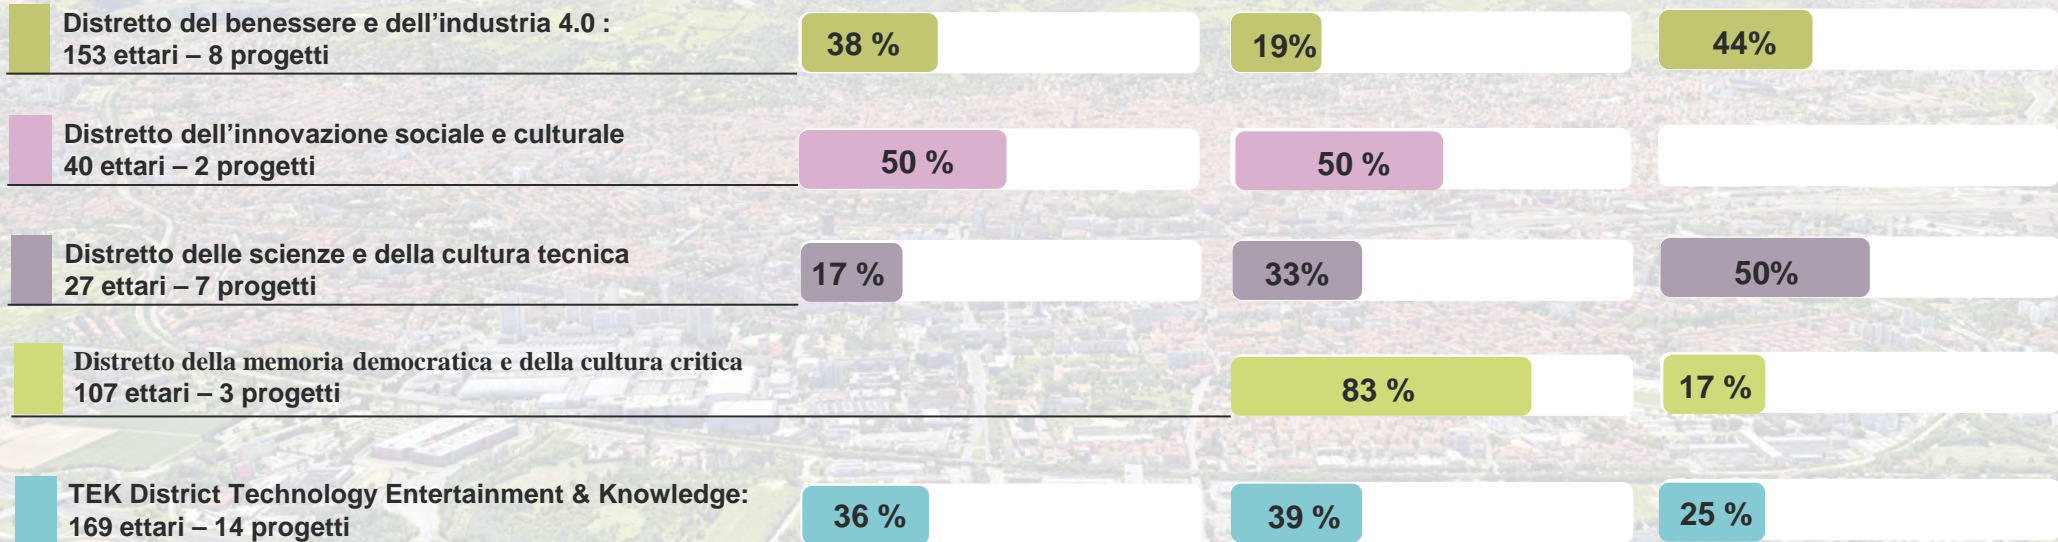 Distretto del benessere e dell’industria 4.0 :
153 ettari – 8 progetti
38 %
19%
44%
Distretto dell’innovazione sociale e culturale
40 ettari – 2 progetti
50 %
50 %
Distretto delle scienze e della cultura tecnica
27 ettari – 7 progetti
17 %
33%
50%
Distretto della memoria democratica e della cultura critica
107 ettari – 3 progetti
83 %
17 %
TEK District Technology Entertainment & Knowledge:
169 ettari – 14 progetti
36 %
39 %
25 %